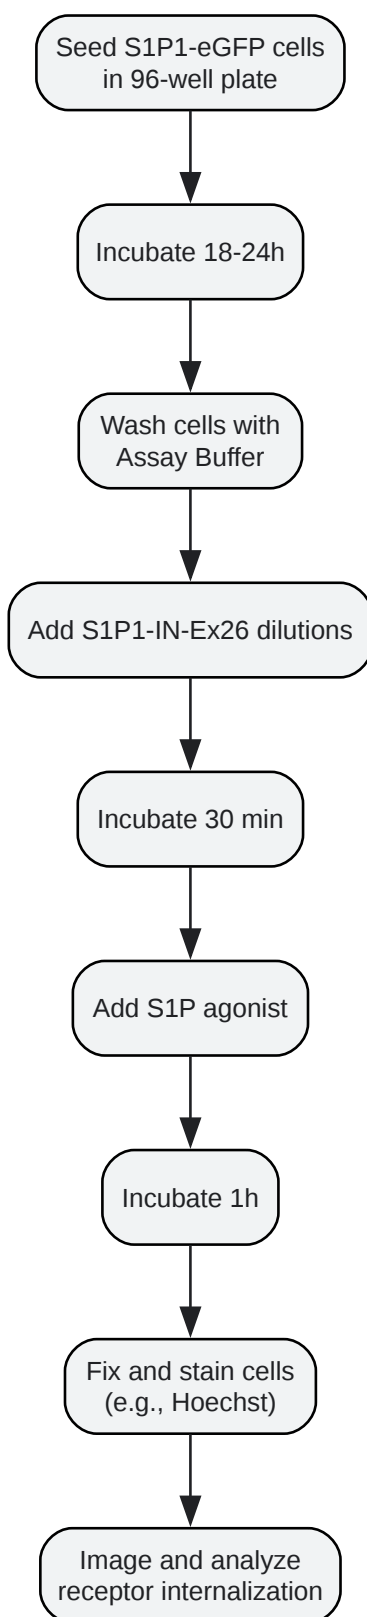 Seed S1P1-eGFP cells
in 96-well plate
Incubate 18-24h
Wash cells with
Assay Buffer
Add S1P1-IN-Ex26 dilutions
Incubate 30 min
Add S1P agonist
Incubate 1h
Fix and stain cells
(e.g., Hoechst)
Image and analyze
receptor internalization